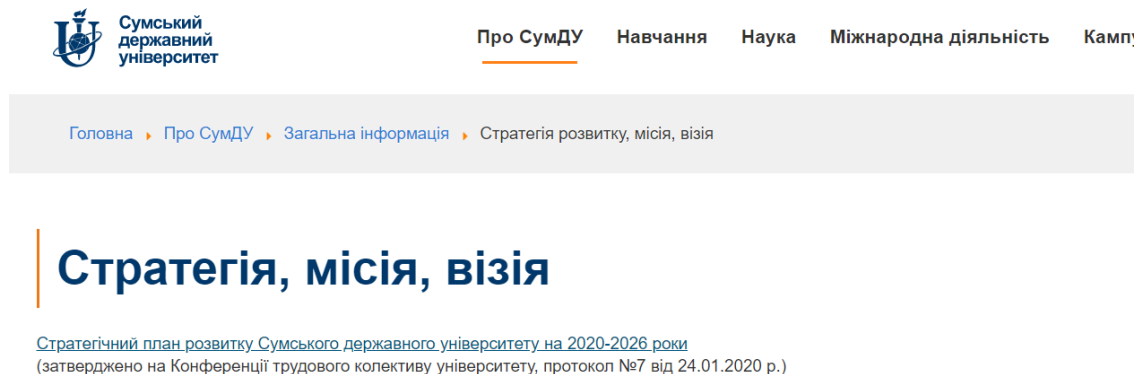 Сумський
державний
університет
Про СумДУ Навчання Наука Міжнародна діяльність
Головна Про СумДУ Загальна інформація Стратегія розвитку, місія, візія
Стратегія, місія, візія
Стратегічний план розвитку Сумського державного університету на 2020-2026 роки
(затверджено на Конференції трудового колективу університету, протокол №7 від 24.01.2020 р.)